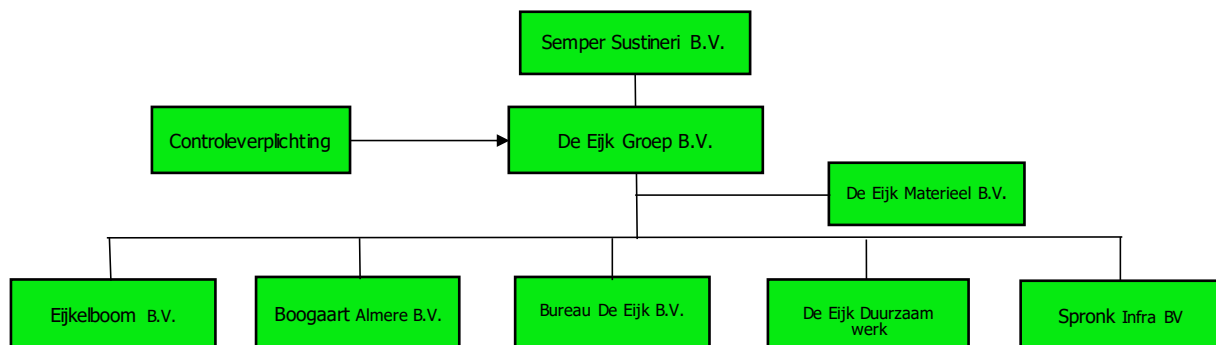 Semper Sustineri B.V.
Controleverplichting
De Eijk Groep B.V.
De Eijk Materieel B.V.
Eijkelboom B.V.
Boogaart Almere B.V.
Bureau De Eijk B.V.
De Eijk Duurzaam
werk
Spronk Infra BV